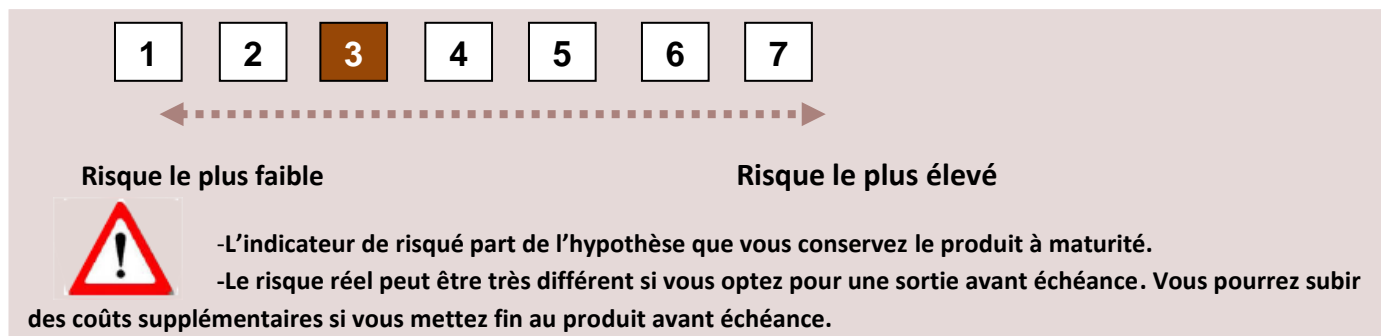 1 2 3 4 5 6 7
Risque le plus faible Risque le plus élevé
-L’indicateur de risqué part de l’hypothèse que vous conservez le produit à maturité.
-Le risque réel peut être très différent si vous optez pour une sortie avant échéance. Vous pourrez subir
des coûts supplémentaires si vous mettez fin au produit avant échéance.